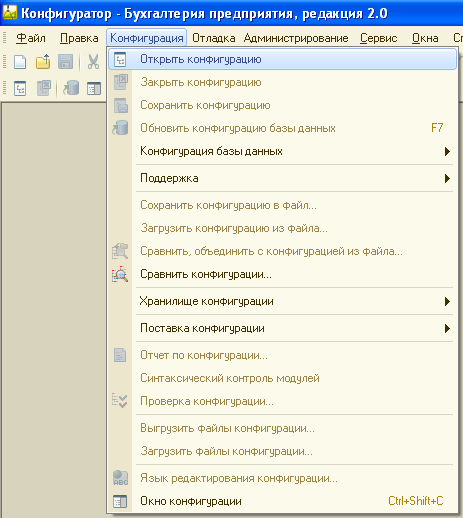 Конфигуратор - Бухгалтерия предприятия, редакция 2.0
Файл Правка Конфигурация Отладка Администрирование Сервис Окна
Открыть конфигурацию
Закрыть конфигурацию
Сохранить конфигурацию
Обновить конфигурацию базы данных F7
Конфигурация базы данных
Поддержка
Сохранить конфигурацию в файл...
Загрузить конфигурацию из файла...
Сравнить, объединить с конфигурацией из файла...
Сравнить конфигурации...
Хранилище конфигурации
Поставка конфигурации
Отчет по конфигурации...
Синтаксический контроль модулей
Проверка конфигурации...
Выгрузить файлы конфигурации...
Загрузить файлы конфигурации...
Язык редактирования конфигурации...
Окно конфигурации Ctrl+Shift+C